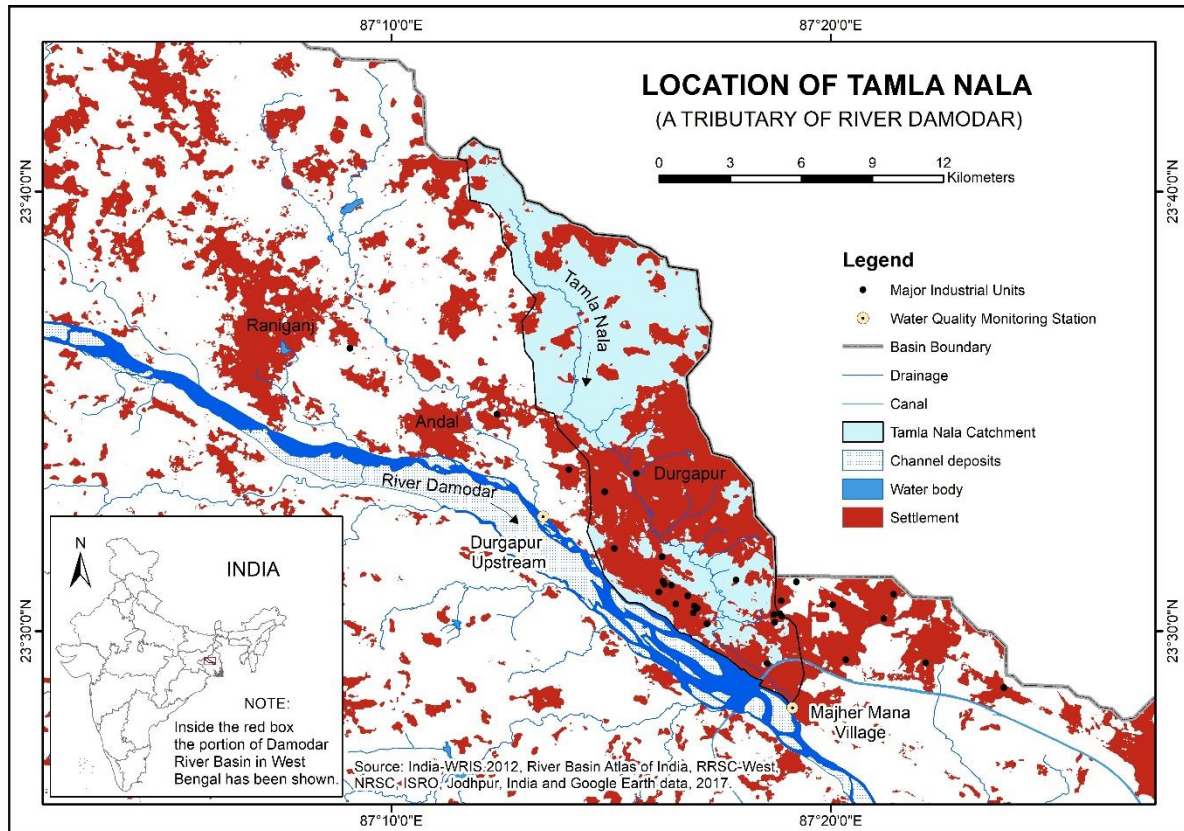 87°10'0"E
87°20'0"E
LOCATION OF TAMLA NALA
(A TRIBUTARY OF RIVER DAMODAR)
0 3 6 9 12
Kilometers
23°40'0"N
23°40'0"N
Legend
Major Industrial Units
Water Quality Monitoring Station
Basin Boundary
Drainage
Canal
Tamla Nala Catchment
Channel deposits
Water body
Settlement
Tamla Nala
Raniganj
Andal
Durgapur
River Damodar
Durgapur
Upstream
N
INDIA
23°30'0"N
23°30'0"N
Majher Mana
Village
NOTE:
Inside the red box
the portion of Damodar
River Basin in West
Bengal has been shown.
Source: India-WRIS.2012, River Basin Atlas of India, RRSC-West,
NRSC, ISRO, Jodhpur, India and Google Earth data, 2017.
87°10'0"E
87°20'0"E